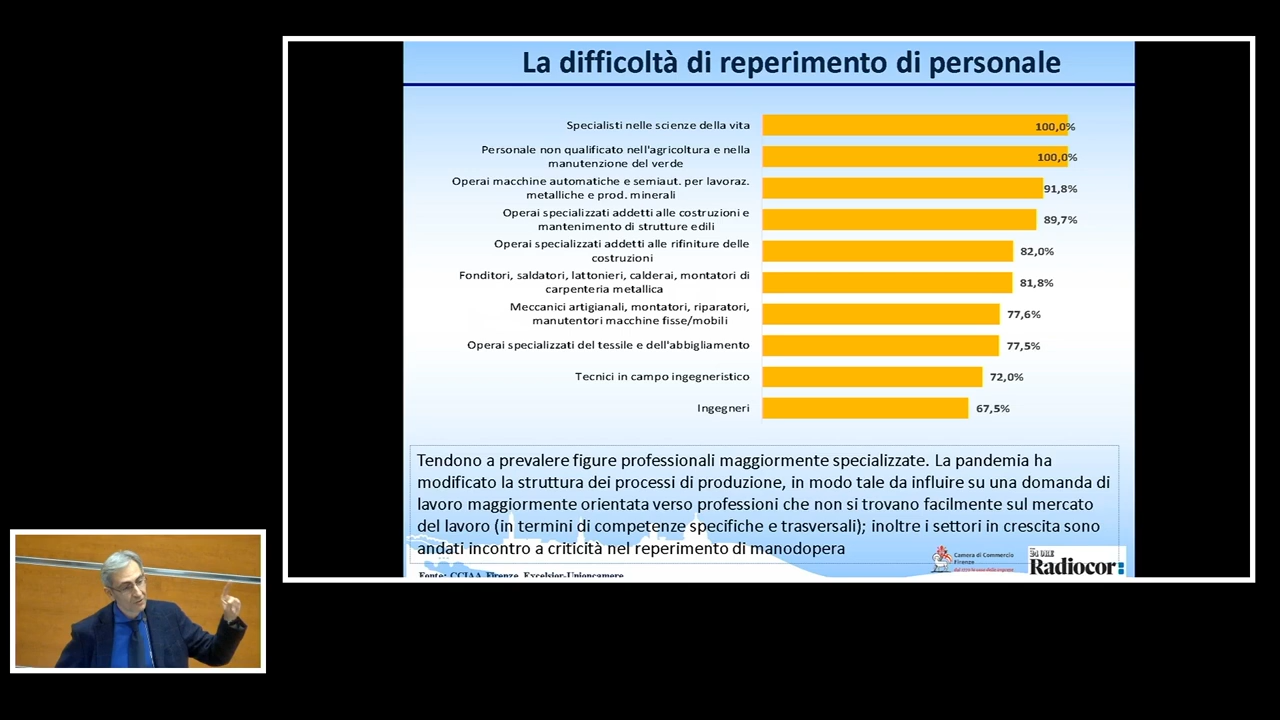 La difficoltà di reperimento di personale
Specialisti nelle scienze della vita
100,0%
Personale non qualificato nell'agricoltura e nella
manutenzione del verde
100,0%
Operai macchine automatiche e semiaut. per lavoraz.
metalliche e prod. minerali
91,8%
Operai specializzati addetti alle costruzioni e
mantenimento di strutture edili
89,7%
Operai specializzati addetti alle rifiniture delle
costruzioni
82,0%
Fonditori, saldatori, lattonieri, calderai, montatori di
carpenteria metallica
81,8%
Meccanici artigianali, montatori, riparatori,
manutentori macchine fisse/mobili
77,6%
Operai specializzati del tessile e dell'abbigliamento
77,5%
Tecnici in campo ingegneristico
72,0%
Ingegneri
67,5%
Tendono a prevalere figure professionali maggiormente specializzate. La pandemia ha
modificato la struttura dei processi di produzione, in modo tale da influire su una domanda di
lavoro maggiormente orientata verso professioni che non si trovano facilmente sul mercato
del lavoro (in termini di competenze specifiche e trasversali); inoltre i settori in crescita sono
andati incontro a criticità nel reperimento di manodopera
Fonte: CCIAA Firenze, Excelsior-Unioncamere
Camera di Commercio
Firenze
24 ORE
Radiocor